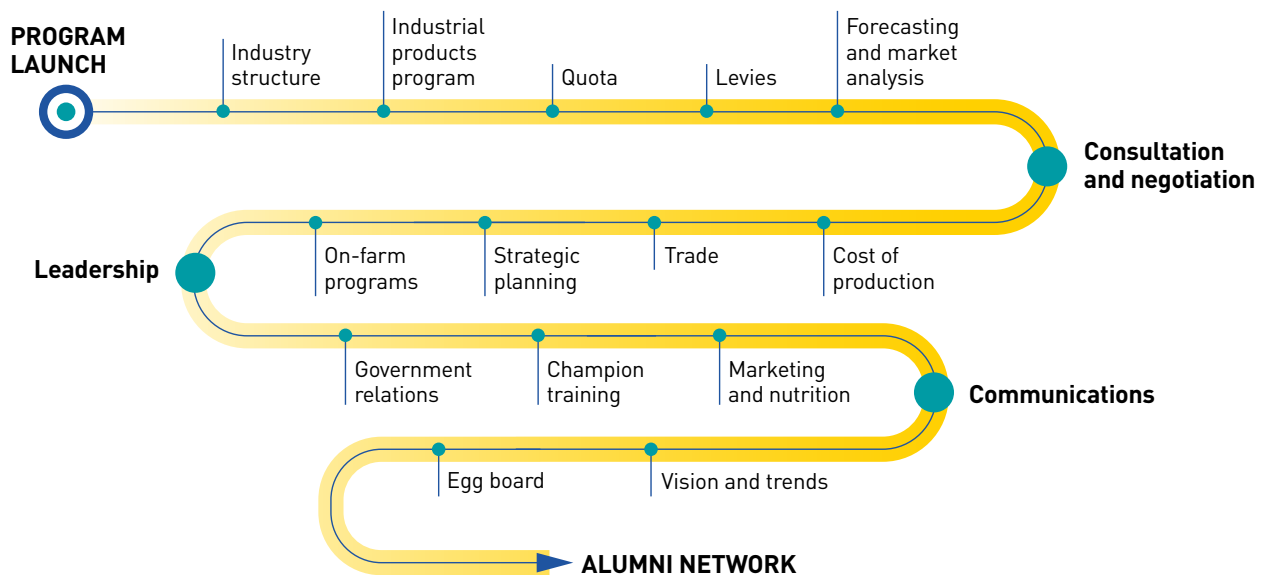 PROGRAM
LAUNCH
Industry
structure
Industrial
products
program
Quota
Levies
Forecasting
and market
analysis
Consultation
and negotiation
Cost of
production
Trade
Strategic
planning
On-farm
programs
Leadership
Government
relations
Champion
training
Marketing
and nutrition
Communications
Vision and trends
Egg board
ALUMNI NETWORK